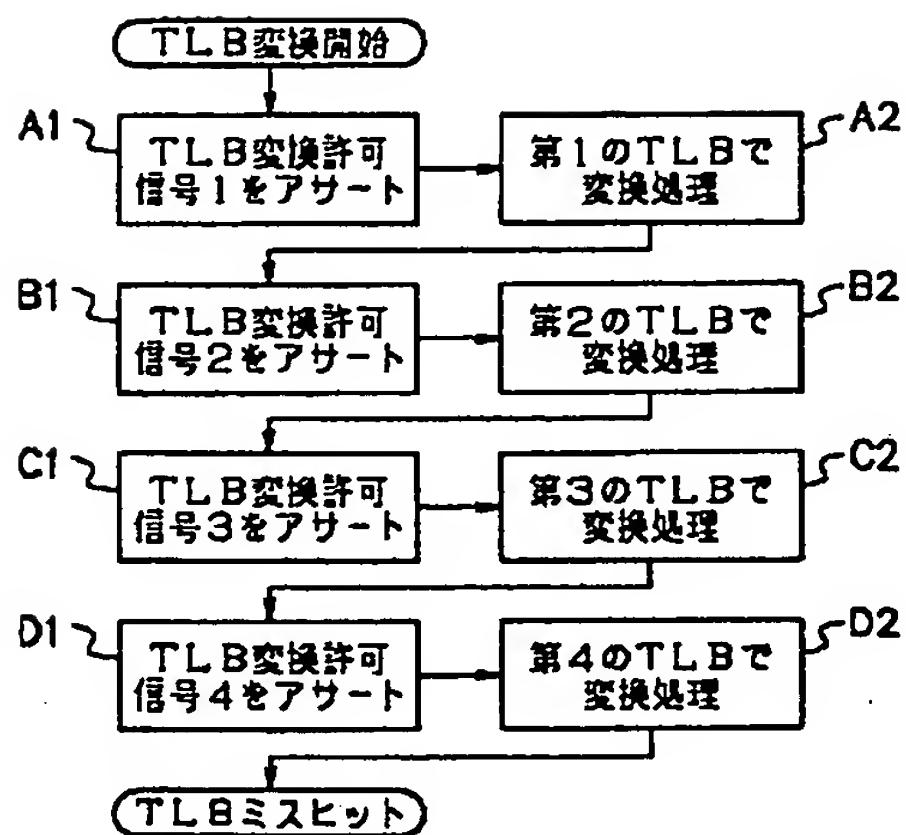 TLB変換開始
A1
TLB変換許可
信号1をアサート
第1のTLBで
変換処理
A2
B1
TLB変換許可
信号2をアサート
第2のTLBで
変換処理
B2
C1
TLB変換許可
信号3をアサート
第3のTLBで
変換処理
C2
D1
TLB変換許可
信号4をアサート
第4のTLBで
変換処理
D2
TLBミスヒット